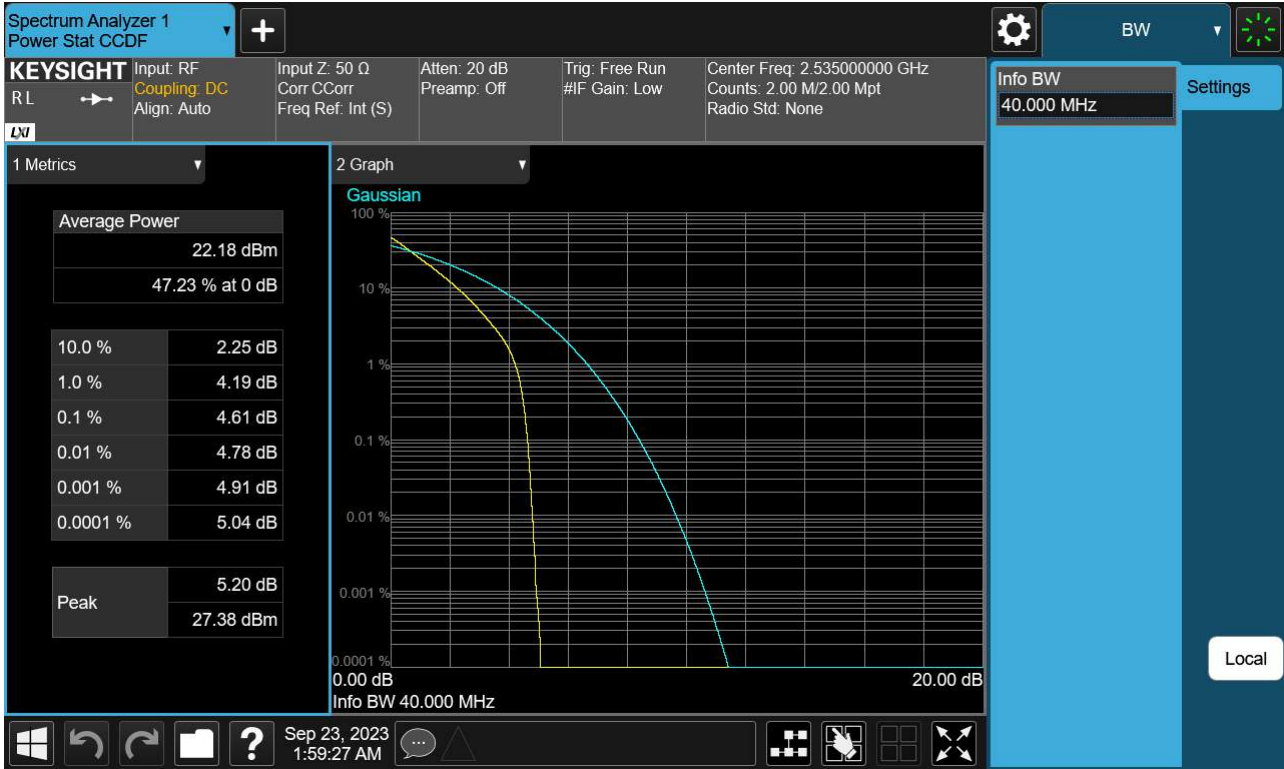 Spectrum Analyzer 1
Power Stat CCDF
+
BW
KEYSIGHT
RL
LXI
Input: RF
Coupling: DC
Align: Auto
Input Z: 50 Ω
Corr CCorr
Freq Ref: Int (S)
Atten: 20 dB
Preamp: Off
Trig: Free Run
#IF Gain: Low
Center Freq: 2.535000000 GHz
Counts: 2.00 M/2.00 Mpt
Radio Std: None
Info BW
40.000 MHz
Settings
1 Metrics
Average Power
22.18 dBm
47.23 % at 0 dB
10.0 % 2.25 dB
1.0 % 4.19 dB
0.1 % 4.61 dB
0.01 % 4.78 dB
0.001 % 4.91 dB
0.0001 % 5.04 dB
Peak
5.20 dB
27.38 dBm
2 Graph
Gaussian
100 %
10 %
1 %
0.1 %
0.01 %
0.001 %
0.0001 %
0.00 dB 20.00 dB
Info BW 40.000 MHz
Local
?
Sep 23, 2023
1:59:27 AM